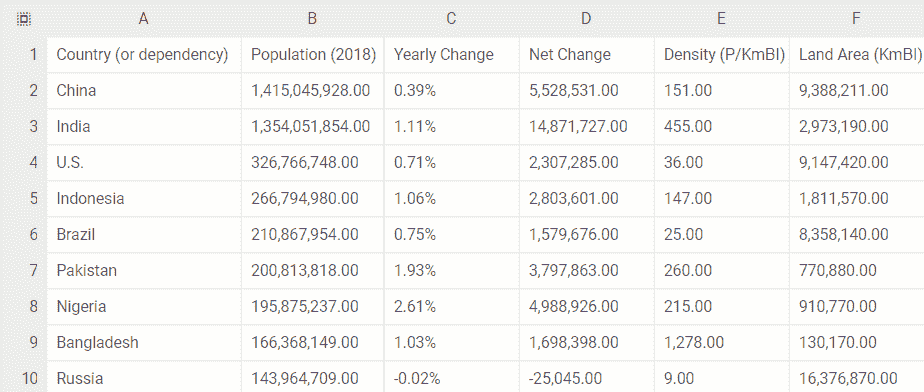 A B C D E F
1 Country (or dependency) Population (2018) Yearly Change Net Change Density (P/KmBI) Land Area (KmBI)
2 China 1,415,045,928.00 0.39% 5,528,531.00 151.00 9,388,211.00
3 India 1,354,051,854.00 1.11% 14,871,727.00 455.00 2,973,190.00
4 U.S. 326,766,748.00 0.71% 2,307,285.00 36.00 9,147,420.00
5 Indonesia 266,794,980.00 1.06% 2,803,601.00 147.00 1,811,570.00
6 Brazil 210,867,954.00 0.75% 1,579,676.00 25.00 8,358,140.00
7 Pakistan 200,813,818.00 1.93% 3,797,863.00 260.00 770,880.00
8 Nigeria 195,875,237.00 2.61% 4,988,926.00 215.00 910,770.00
9 Bangladesh 166,368,149.00 1.03% 1,698,398.00 1,278.00 130,170.00
10 Russia 143,964,709.00 -0.02% -25,045.00 9.00 16,376,870.00